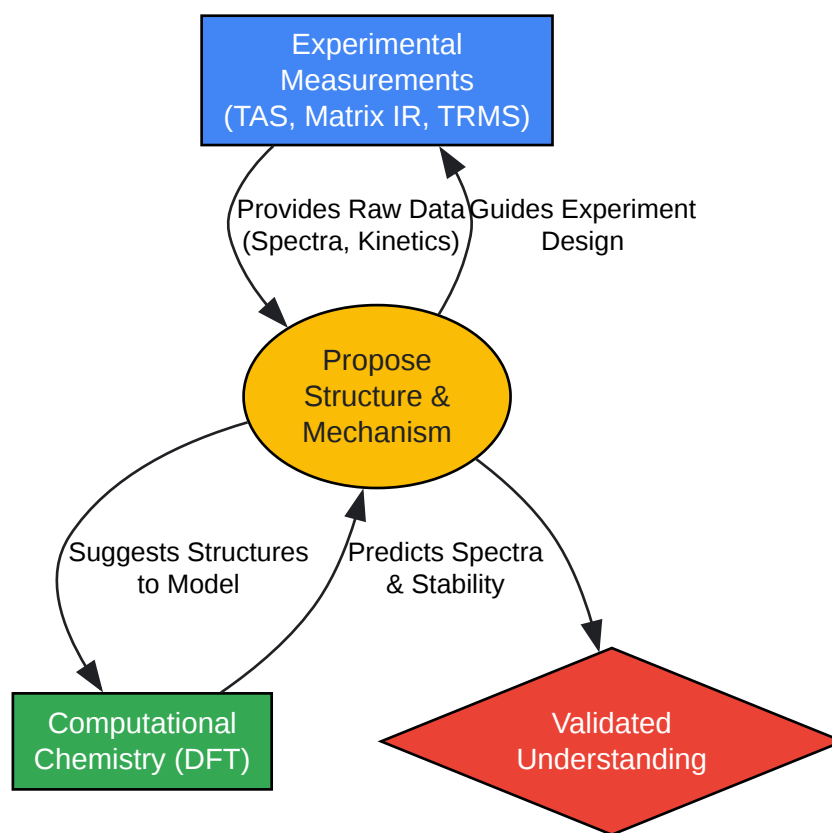 Experimental
Measurements
(TAS, Matrix IR, TRMS)
Provides Raw Data
(Spectra, Kinetics)
Guides Experiment
Design
Propose
Structure &
Mechanism
Suggests Structures
to Model
Predicts Spectra
& Stability
Computational
Chemistry (DFT)
Validated
Understanding